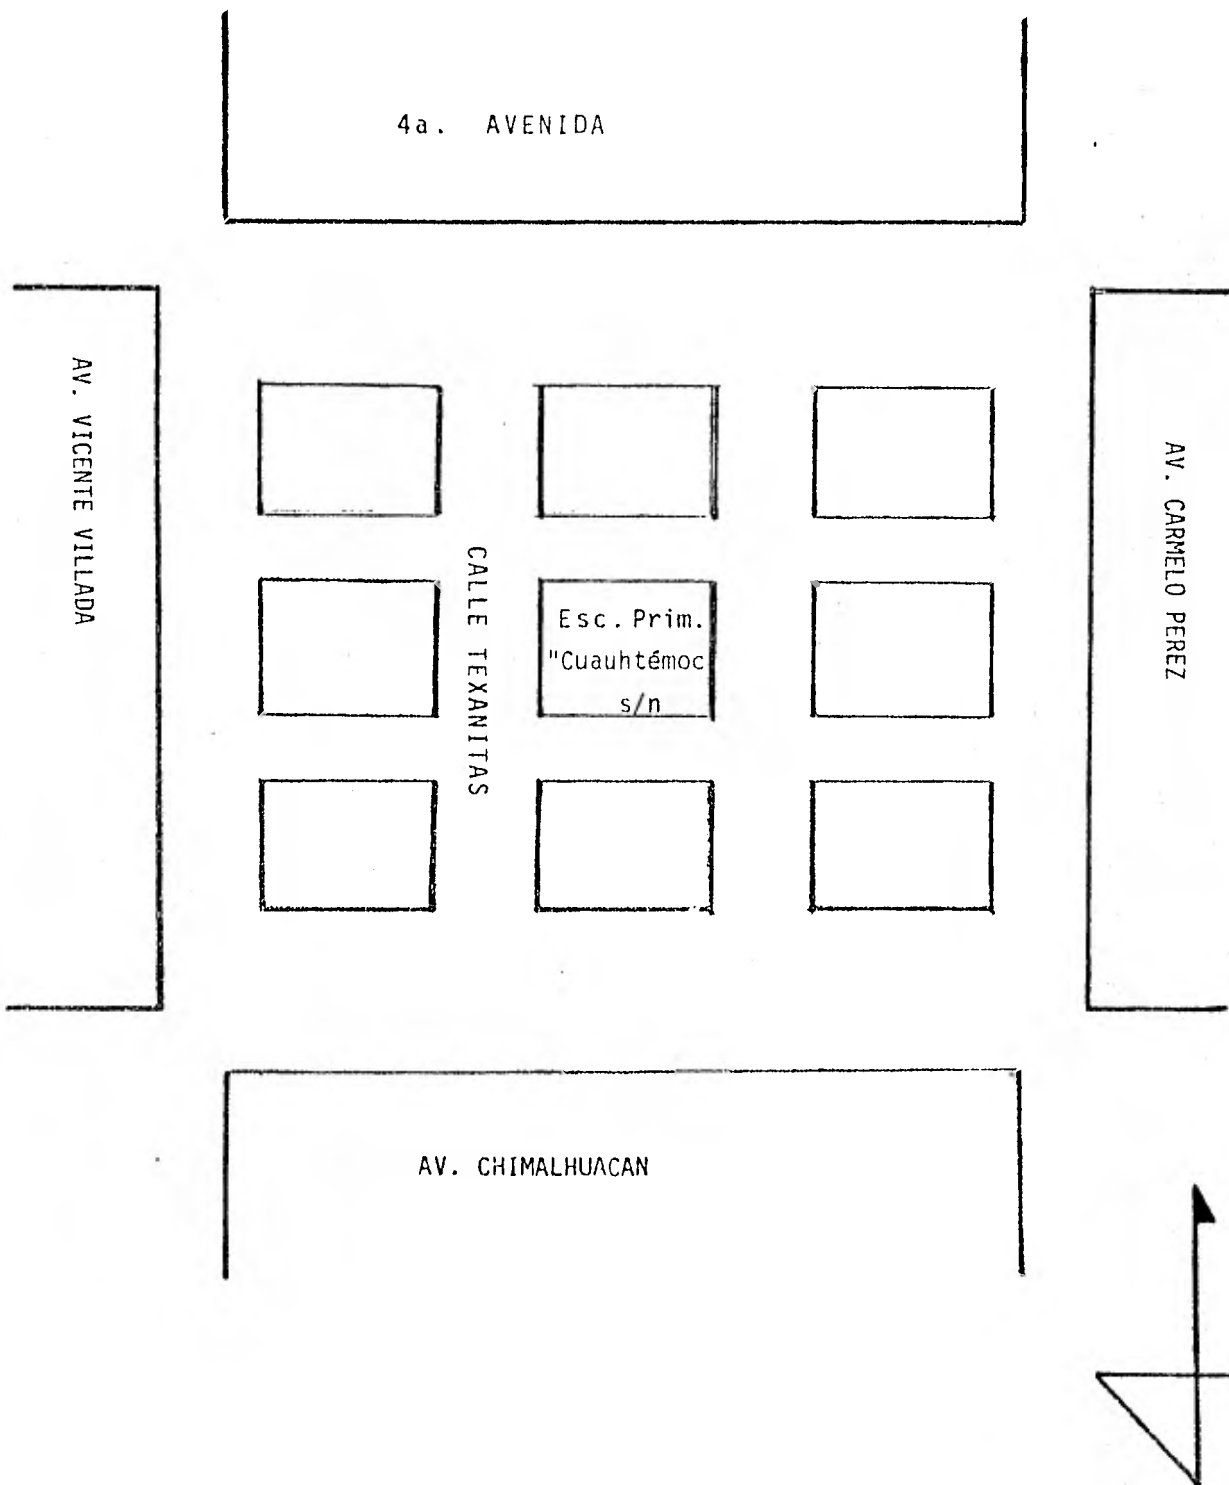 4a. AVENIDA
AV. VICENTE VILLADA
CALLE TEXANITAS
Esc. Prim.
"Cuauhtémoc
s/n
AV. CARMELO PEREZ
AV. CHIMALHUACAN